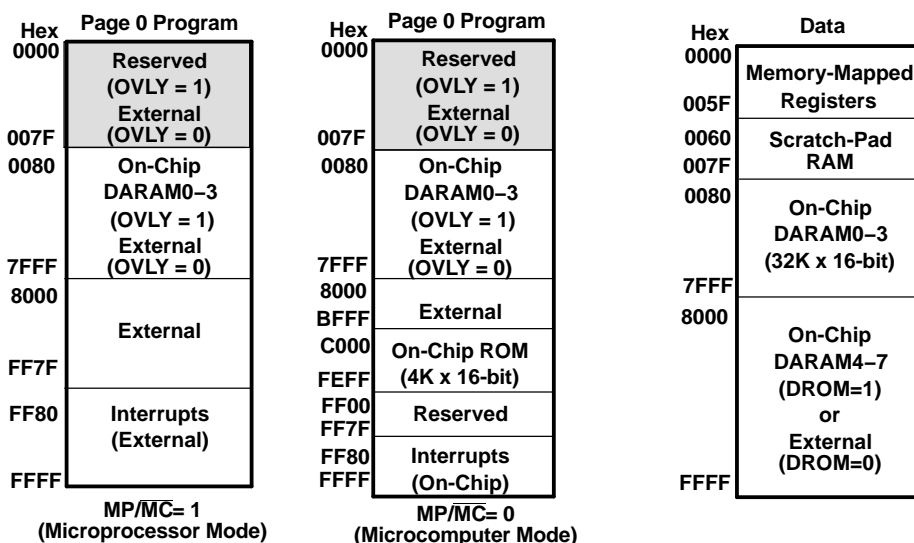 Hex
Page 0 Program
0000
Reserved
(OVLY = 1)
External
(OVLY = 0)
007F
0080
On-Chip
DARAM0–3
(OVLY = 1)
External
(OVLY = 0)
7FFF
8000
External
FF7F
FF80
Interrupts
(External)
FFFF
MP/MC= 1
(Microprocessor Mode)
Hex
Page 0 Program
0000
Reserved
(OVLY = 1)
External
(OVLY = 0)
007F
0080
On-Chip
DARAM0–3
(OVLY = 1)
External
(OVLY = 0)
7FFF
8000
External
BFFF
C000
On-Chip ROM
(4K x 16-bit)
FEFF
FF00
Reserved
FF7F
FF80
Interrupts
(On-Chip)
FFFF
MP/MC= 0
(Microcomputer Mode)
Hex
Data
0000
Memory-Mapped
Registers
005F
0060
Scratch-Pad
RAM
007F
0080
On-Chip
DARAM0–3
(32K x 16-bit)
7FFF
8000
On-Chip
DARAM4–7
(DROM=1)
or
External
(DROM=0)
FFFF